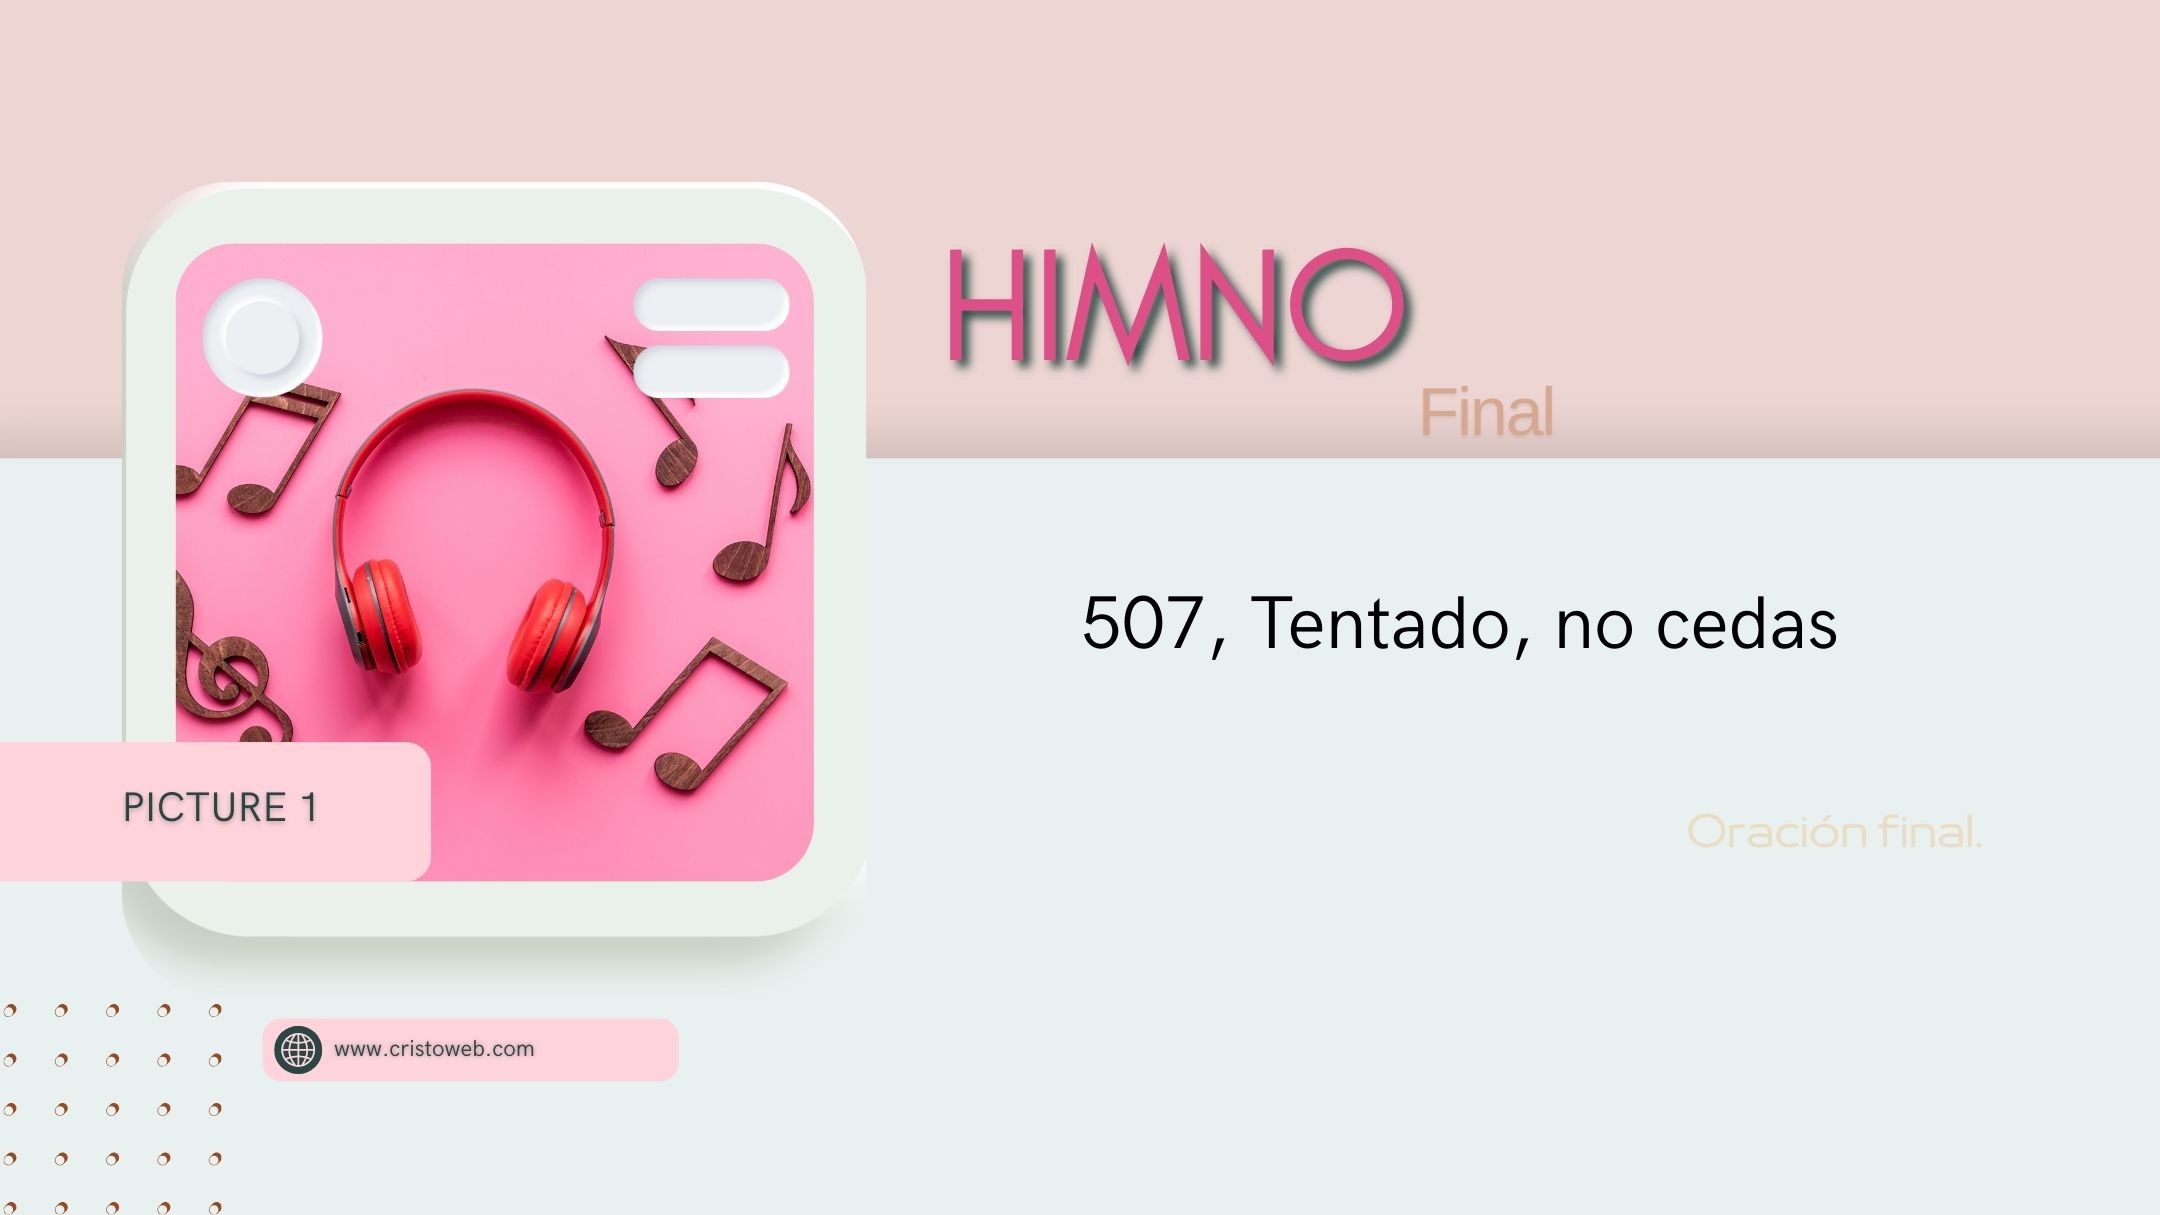 HIMNO
Final
507, Tentado, no cedas
PICTURE 1
Oración final.
www.cristoweb.com